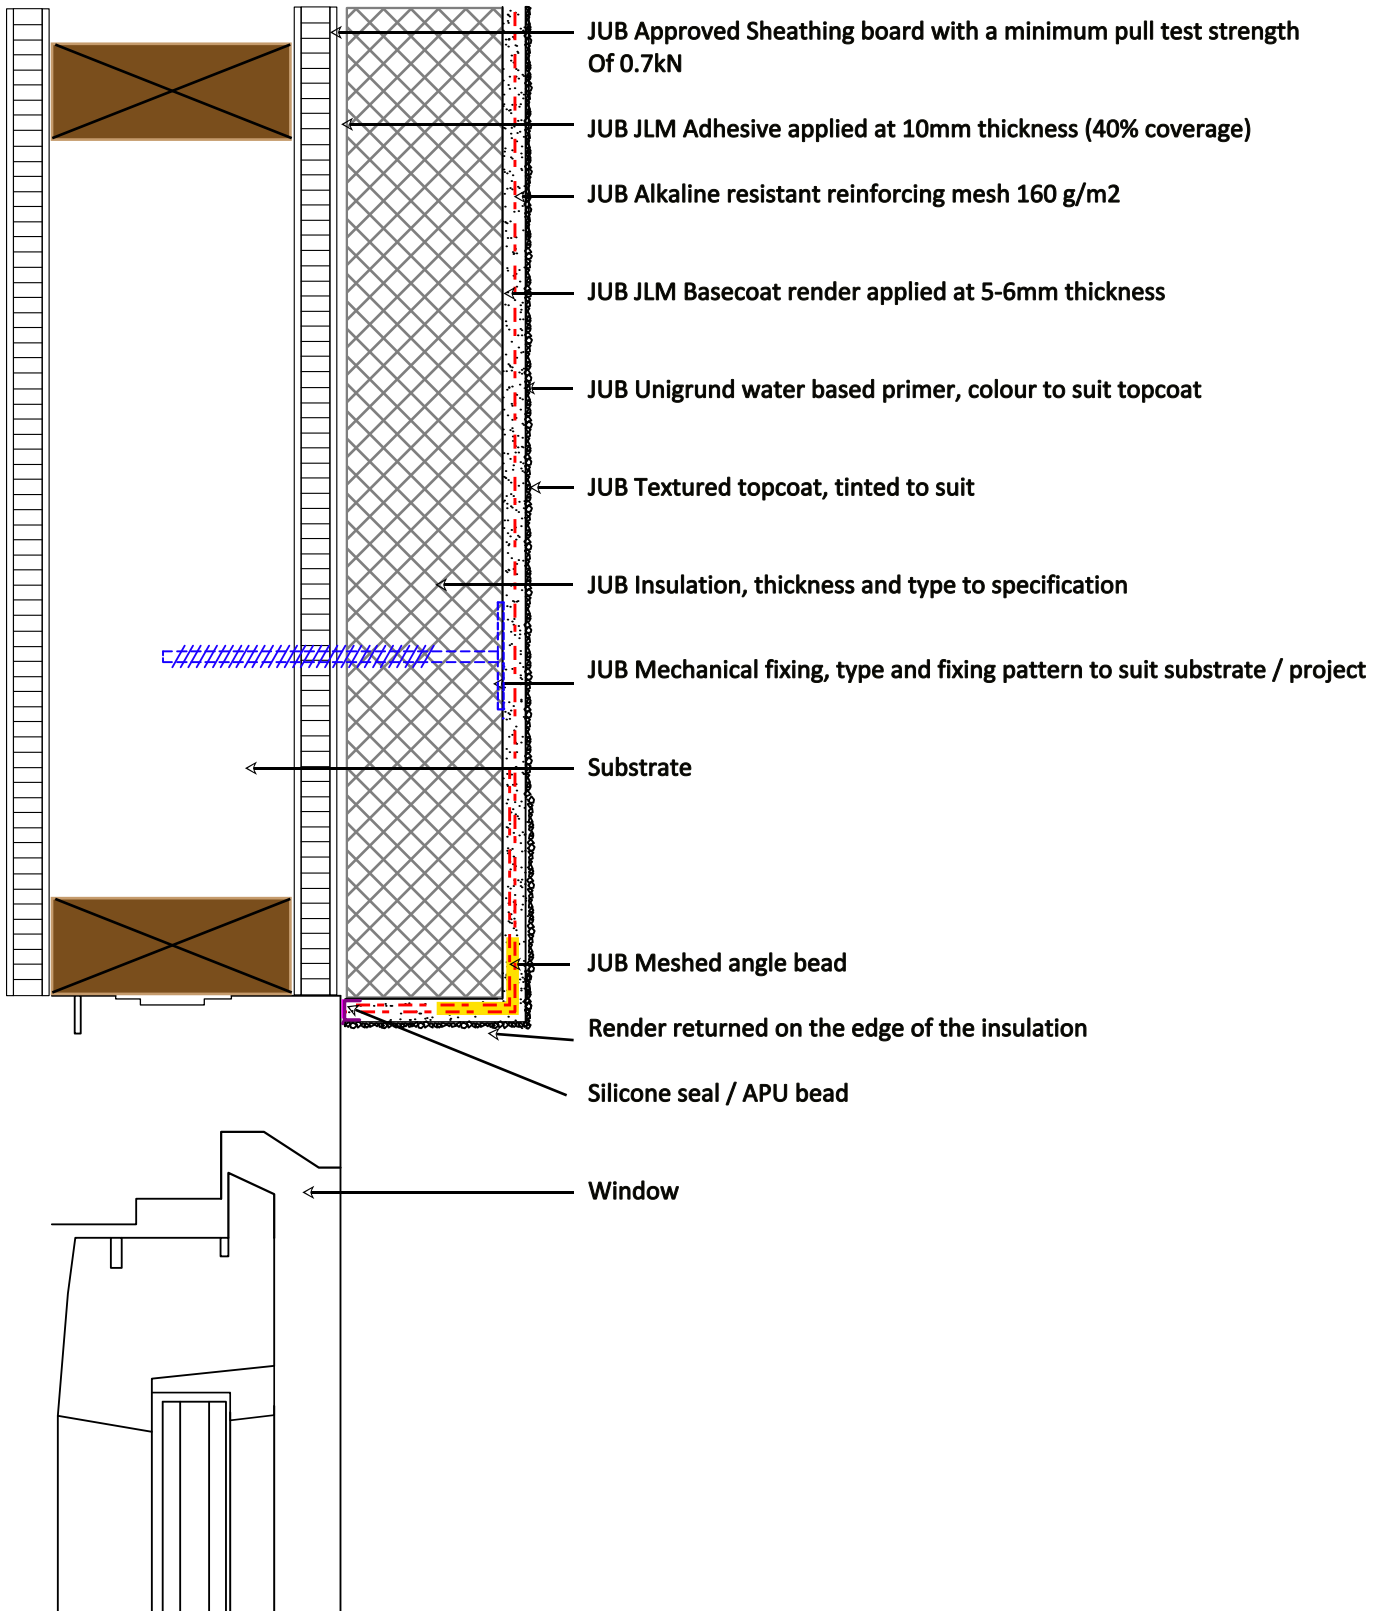 JUB Approved Sheathing board with a minimum pull test strength
Of 0.7kN
JUB JLM Adhesive applied at 10mm thickness (40% coverage)
JUB Alkaline resistant reinforcing mesh 160 g/m2
JUB JLM Basecoat render applied at 5-6mm thickness
JUB Unigrund water based primer, colour to suit topcoat
JUB Textured topcoat, tinted to suit
JUB Insulation, thickness and type to specification
JUB Mechanical fixing, type and fixing pattern to suit substrate / project
Substrate
JUB Meshed angle bead
Render returned on the edge of the insulation
Silicone seal / APU bead
Window